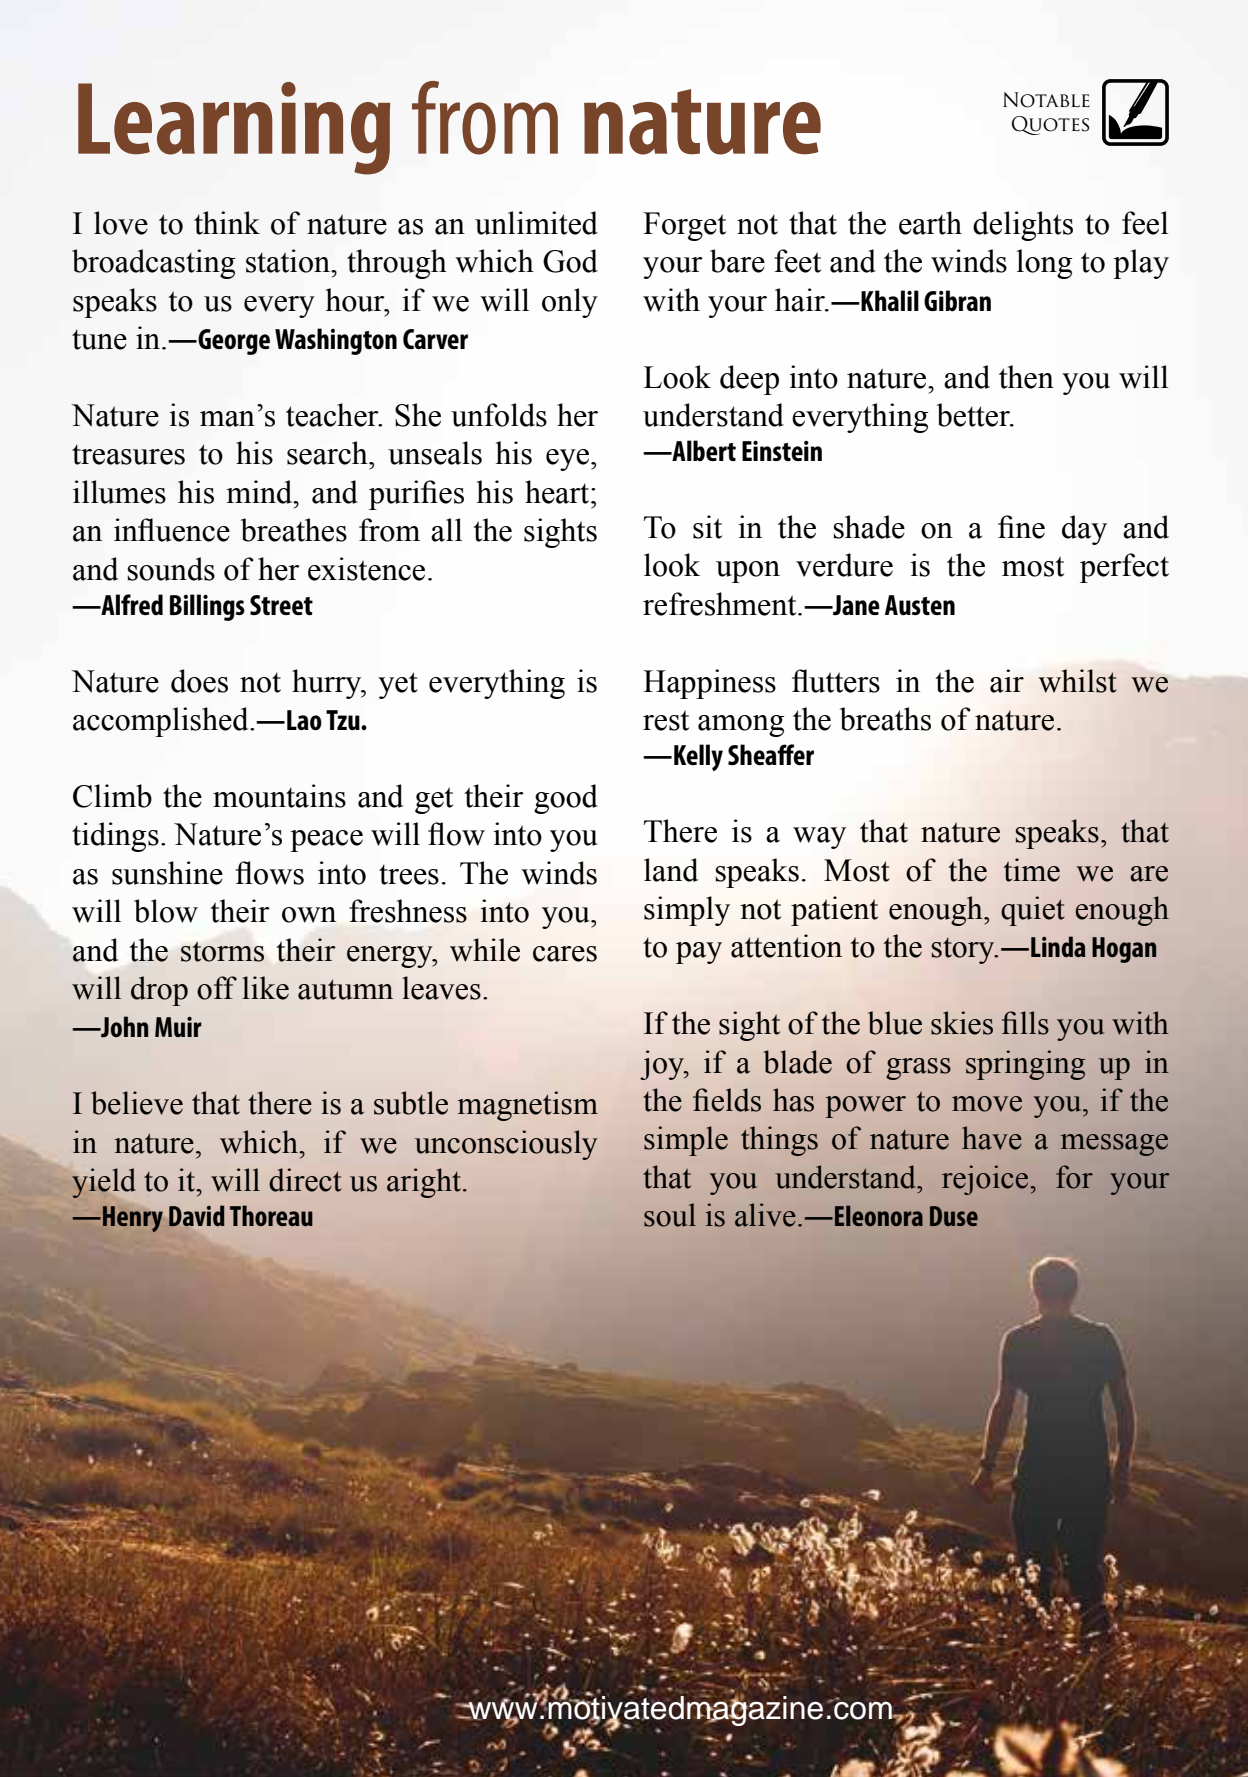 Learning from nature
NOTABLE
QUOTES
I love to think of nature as an unlimited
broadcasting station, through which God
speaks to us every hour, if we will only
tune in.—George Washington Carver
Nature is man’s teacher. She unfolds her
treasures to his search, unseals his eye,
illumes his mind, and purifies his heart;
an influence breathes from all the sights
and sounds of her existence.
—Alfred Billings Street
Nature does not hurry, yet everything is
accomplished.—Lao Tzu.
Climb the mountains and get their good
tidings. Nature’s peace will flow into you
as sunshine flows into trees. The winds
will blow their own freshness into you,
and the storms their energy, while cares
will drop off like autumn leaves.
—John Muir
I believe that there is a subtle magnetism
in nature, which, if we unconsciously
yield to it, will direct us aright.
—Henry David Thoreau
Forget not that the earth delights to feel
your bare feet and the winds long to play
with your hair.—Khalil Gibran
Look deep into nature, and then you will
understand everything better.
—Albert Einstein
To sit in the shade on a fine day and
look upon verdure is the most perfect
refreshment.—Jane Austen
Happiness flutters in the air whilst we
rest among the breaths of nature.
—Kelly Sheaffer
There is a way that nature speaks, that
land speaks. Most of the time we are
simply not patient enough, quiet enough
to pay attention to the story.—Linda Hogan
If the sight of the blue skies fills you with
joy, if a blade of grass springing up in
the fields has power to move you, if the
simple things of nature have a message
that you understand, rejoice, for your
soul is alive.—Eleonora Duse
www.motivatedmagazine.com